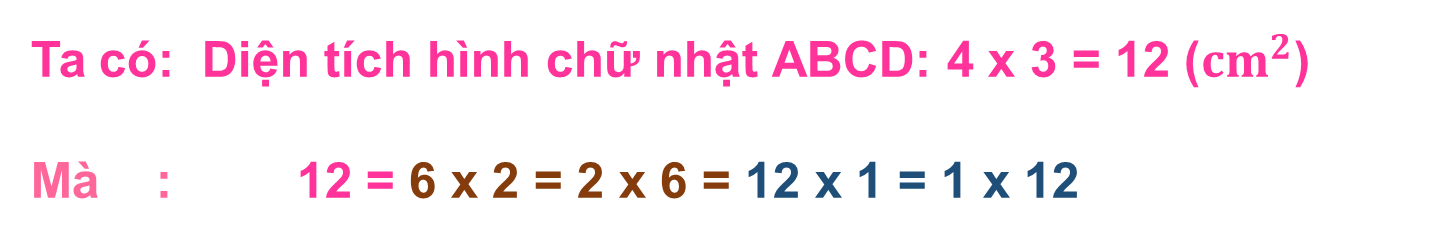 Ta có: Diện tích hình chữ nhật ABCD: 4 x 3 = 12 (cm²)
Mà : 12 = 6 x 2 = 2 x 6 = 12 x 1 = 1 x 12